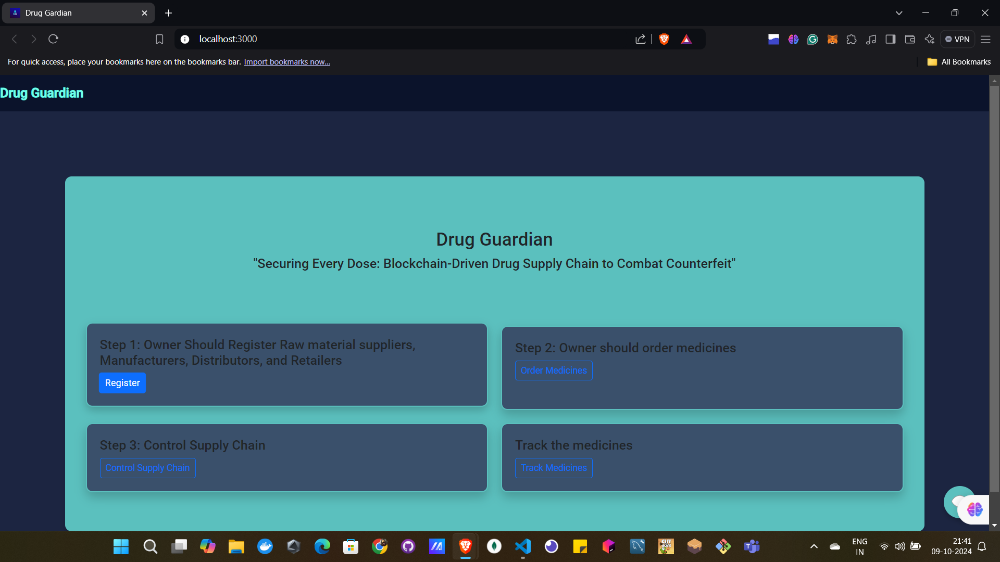 Drug Gardian
localhost:3000
VPN
For quick access, place your bookmarks here on the bookmarks bar. Import bookmarks now...
All Bookmarks
Drug Guardian
Drug Guardian
"Securing Every Dose: Blockchain-Driven Drug Supply Chain to Combat Counterfeit"
Step 1: Owner Should Register Raw material suppliers,
Manufacturers, Distributors, and Retailers
Register
Step 2: Owner should order medicines
Order Medicines
Step 3: Control Supply Chain
Control Supply Chain
Track the medicines
Track Medicines
ENG
IN
21:41
09-10-2024